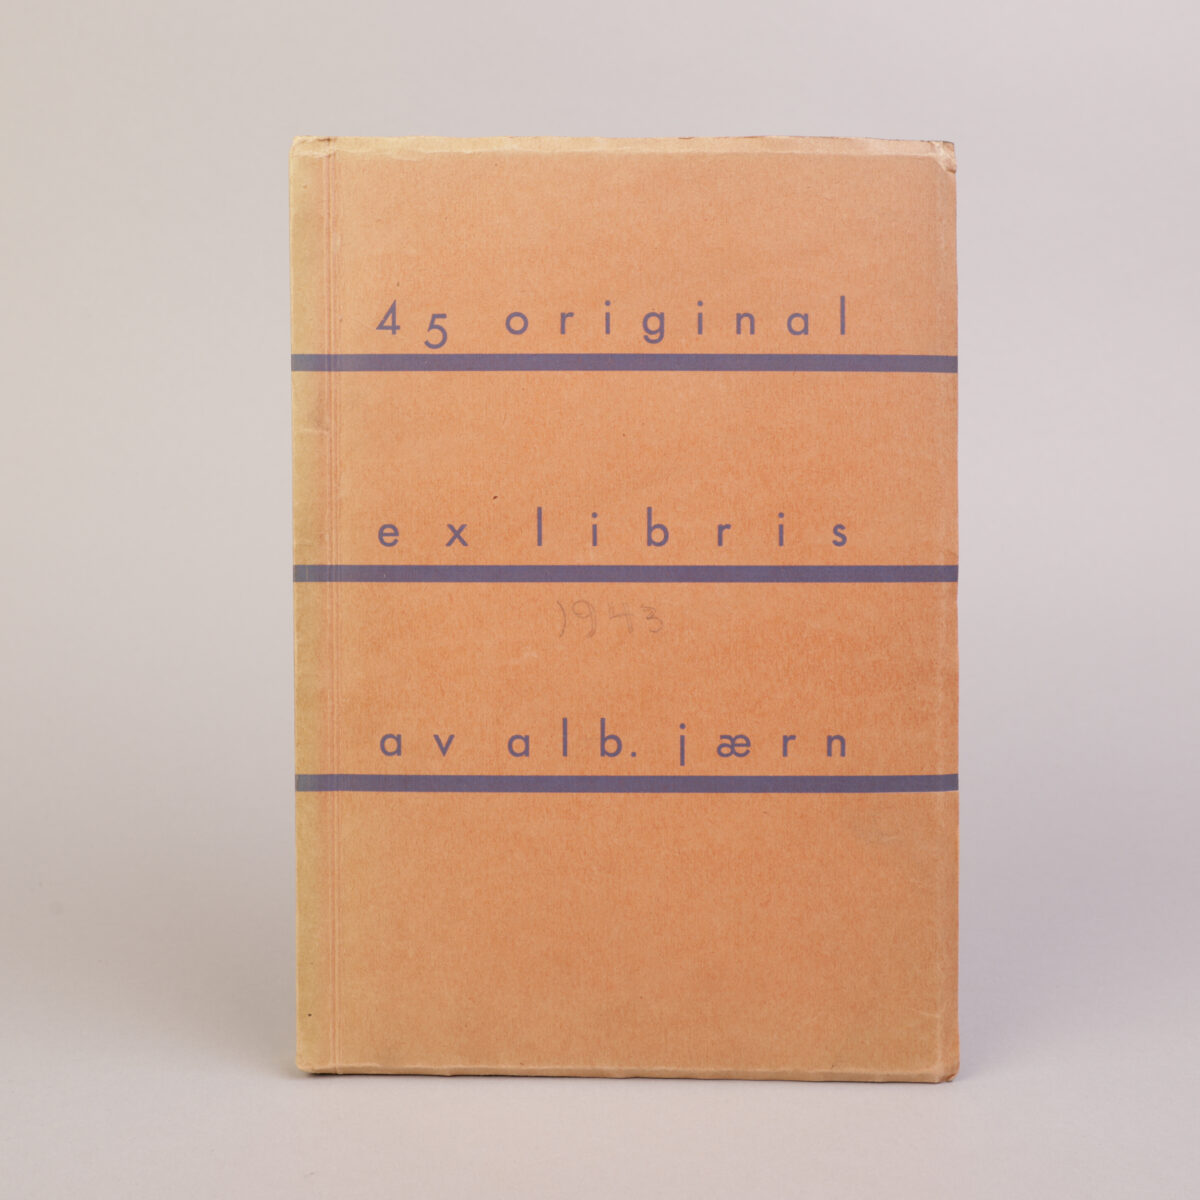 45 original
ex libris
1943
av alb. jærn